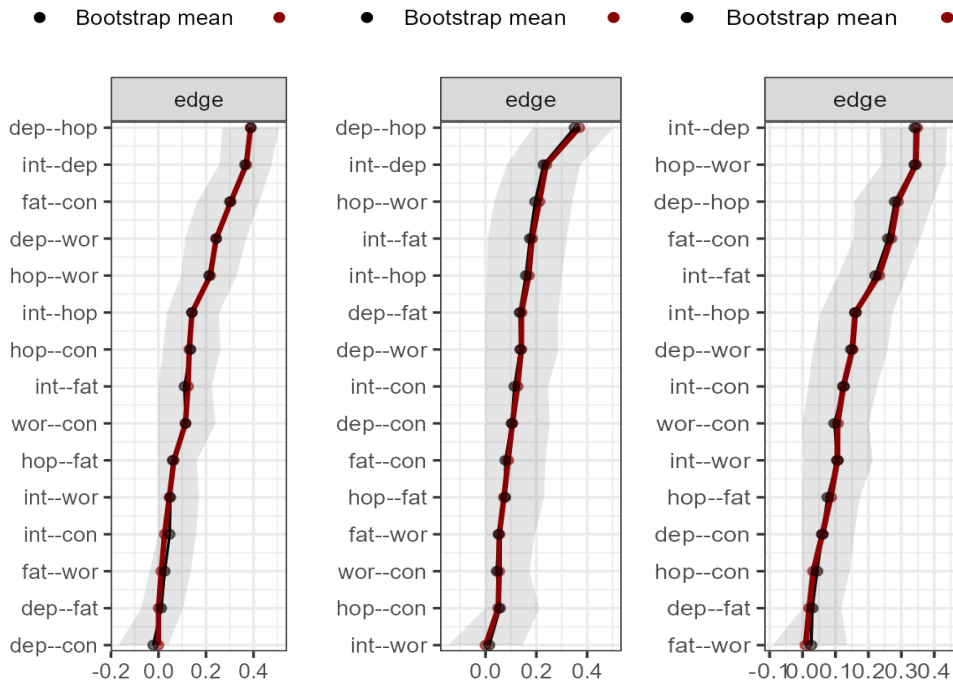 Bootstrap mean Bootstrap mean Bootstrap mean
edge
dep--hop
int--dep
fat--con
dep--wor
hop--wor
int--hop
hop--con
int--fat
wor--con
hop--fat
int--wor
int--con
fat--wor
dep--fat
dep--con
-0.2 0.0 0.2 0.4
edge
dep--hop
int--dep
hop--wor
int--fat
int--hop
dep--fat
dep--wor
int--con
dep--con
fat--con
hop--fat
fat--wor
wor--con
hop--con
int--wor
0.0 0.2 0.4
edge
int--dep
hop--wor
dep--hop
fat--con
int--fat
int--hop
dep--wor
int--con
wor--con
int--wor
hop--fat
dep--con
hop--con
dep--fat
fat--wor
-0.10.00.10.20.30.4